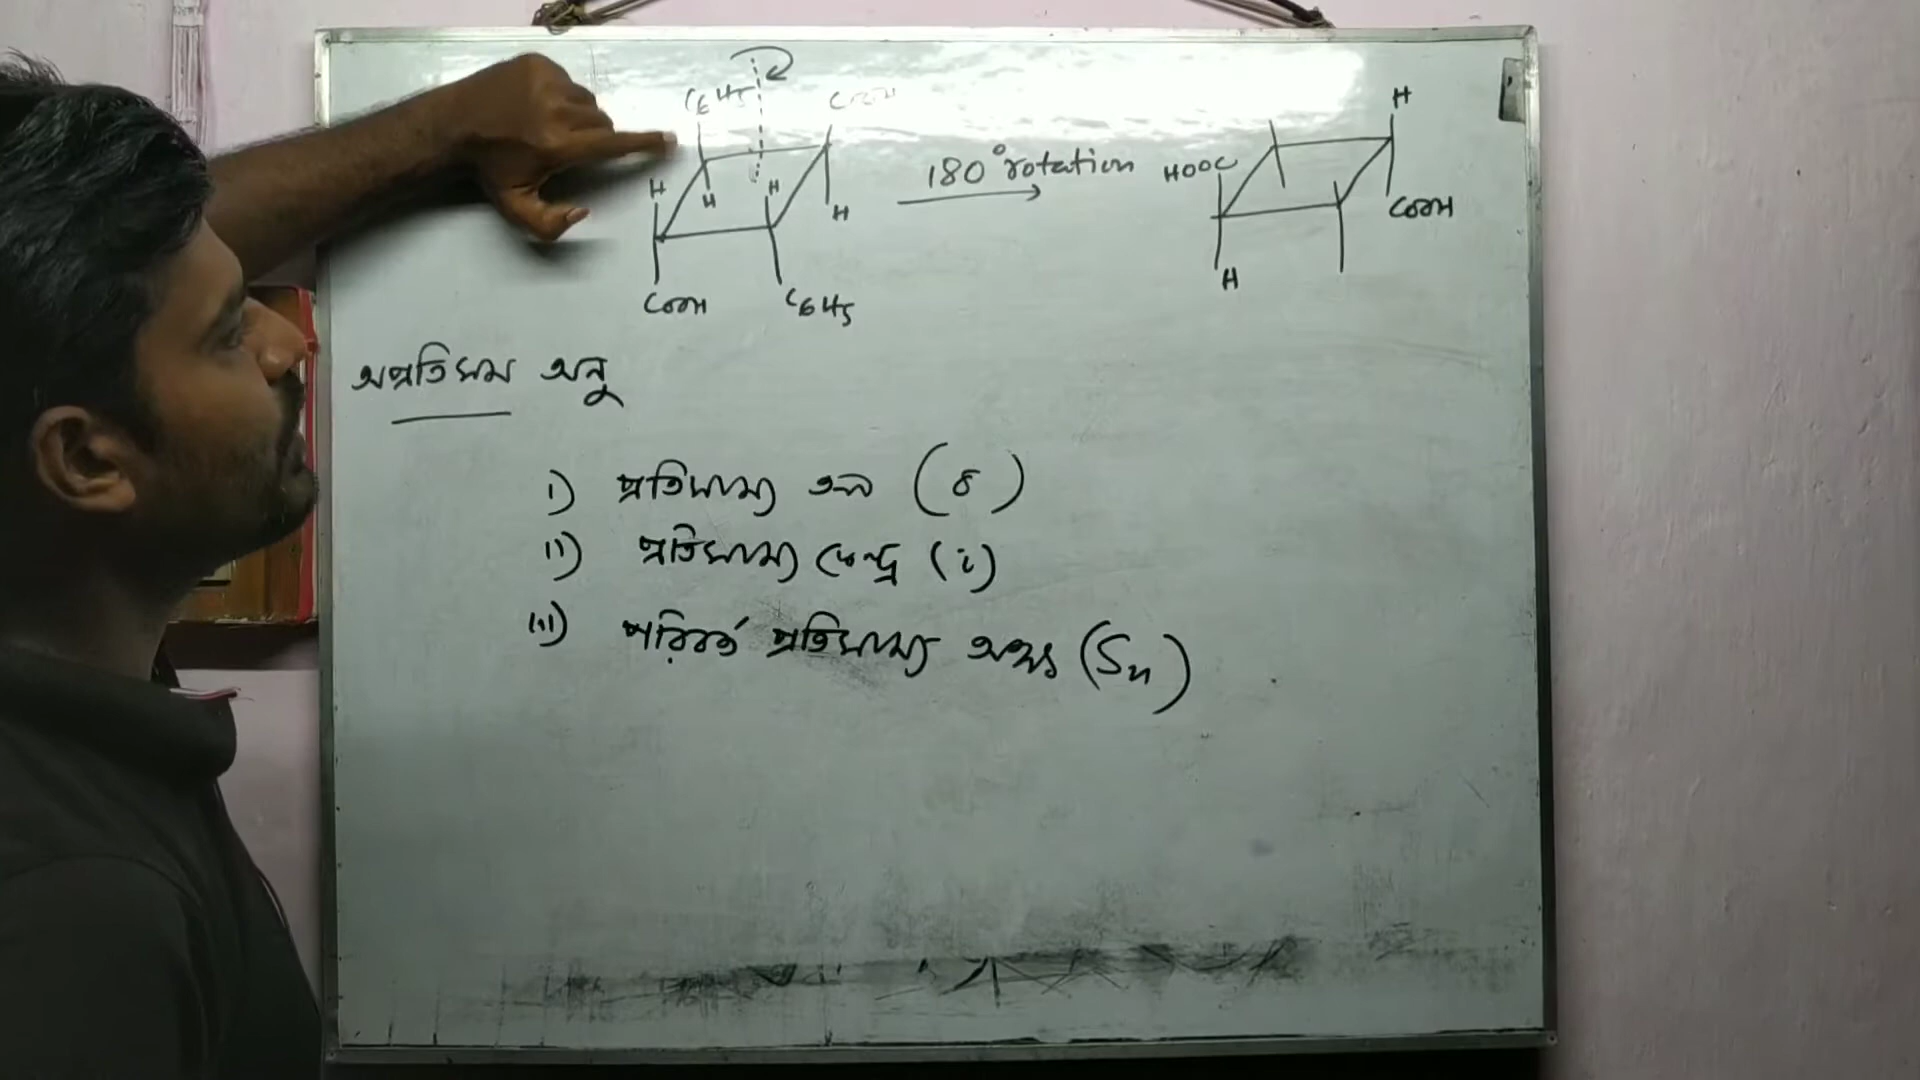 C6H5 COOH
H H H H
COOH C6H5
180° rotation
H
HOOC COOH
H
অপ্রতিসম অনু
i) প্রতিসাম্য তল (σ)
ii) প্রতিসাম্য কেন্দ্র (i)
iii) পরিবর্ত প্রতিসাম্য অক্ষ (Sn)